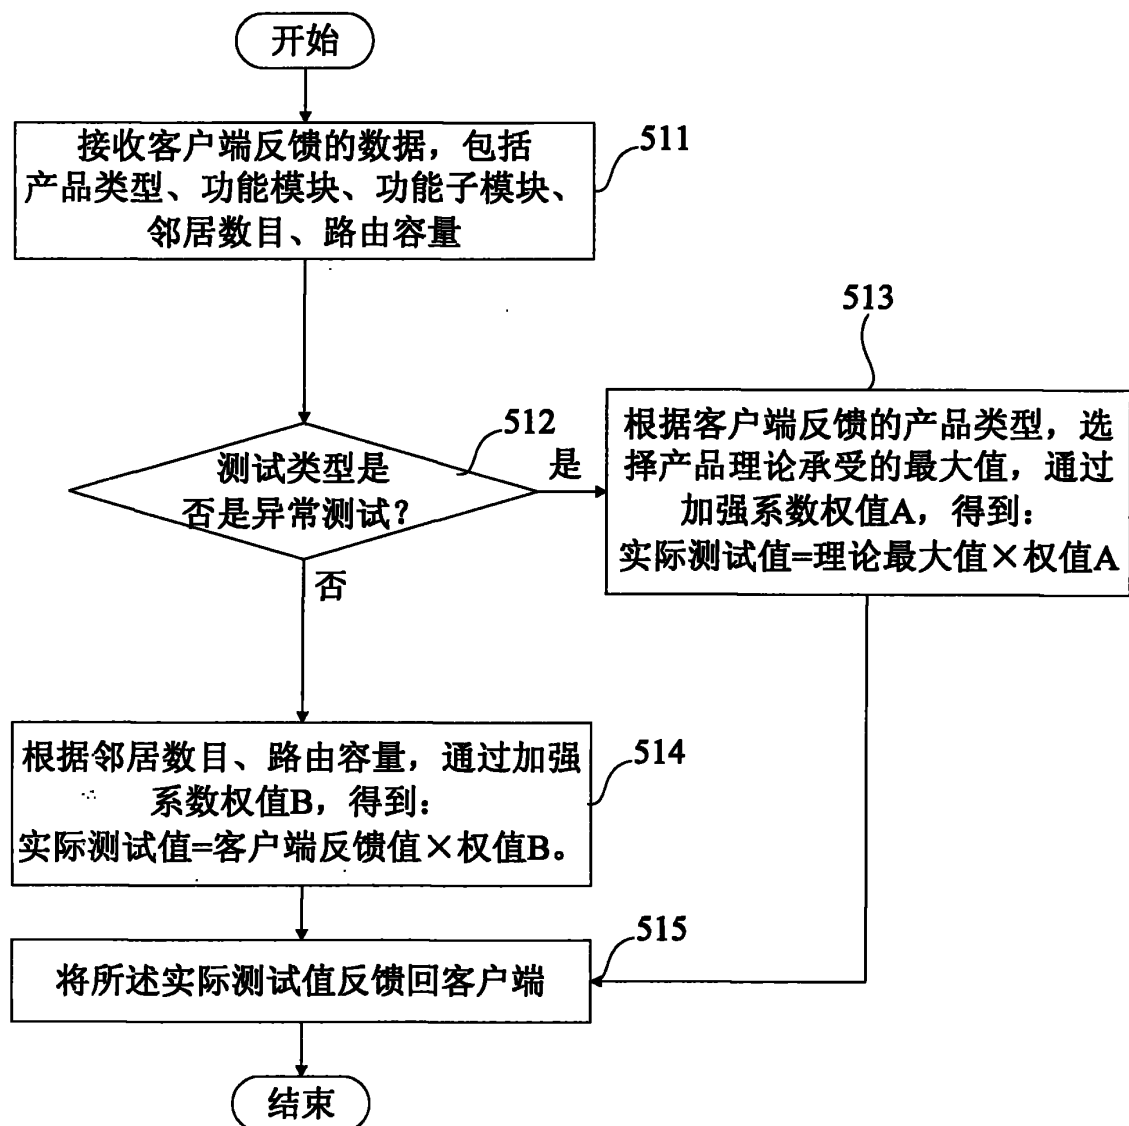 开始
接收客户端反馈的数据，包括
产品类型、功能模块、功能子模块、
邻居数目、路由容量
511
513
512
测试类型是
否是异常测试？
是
根据客户端反馈的产品类型，选
择产品理论承受的最大值，通过
加强系数权值A，得到：
实际测试值=理论最大值×权值A
否
根据邻居数目、路由容量，通过加强
系数权值B，得到：
实际测试值=客户端反馈值×权值B。
514
515
将所述实际测试值反馈回客户端
结束